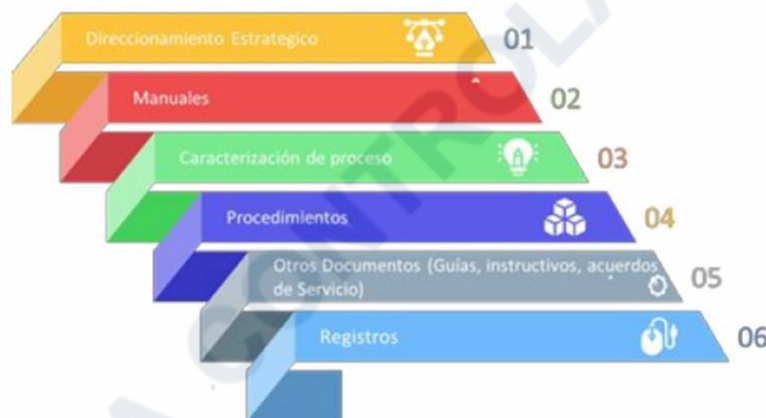 Direccionamiento Estrategico
01
Manuales
02
Caracterización de proceso
03
Procedimientos
04
Otros Documentos (Guías, instructivos, acuerdos
de Servicio)
05
Registros
06
A CONTROLA